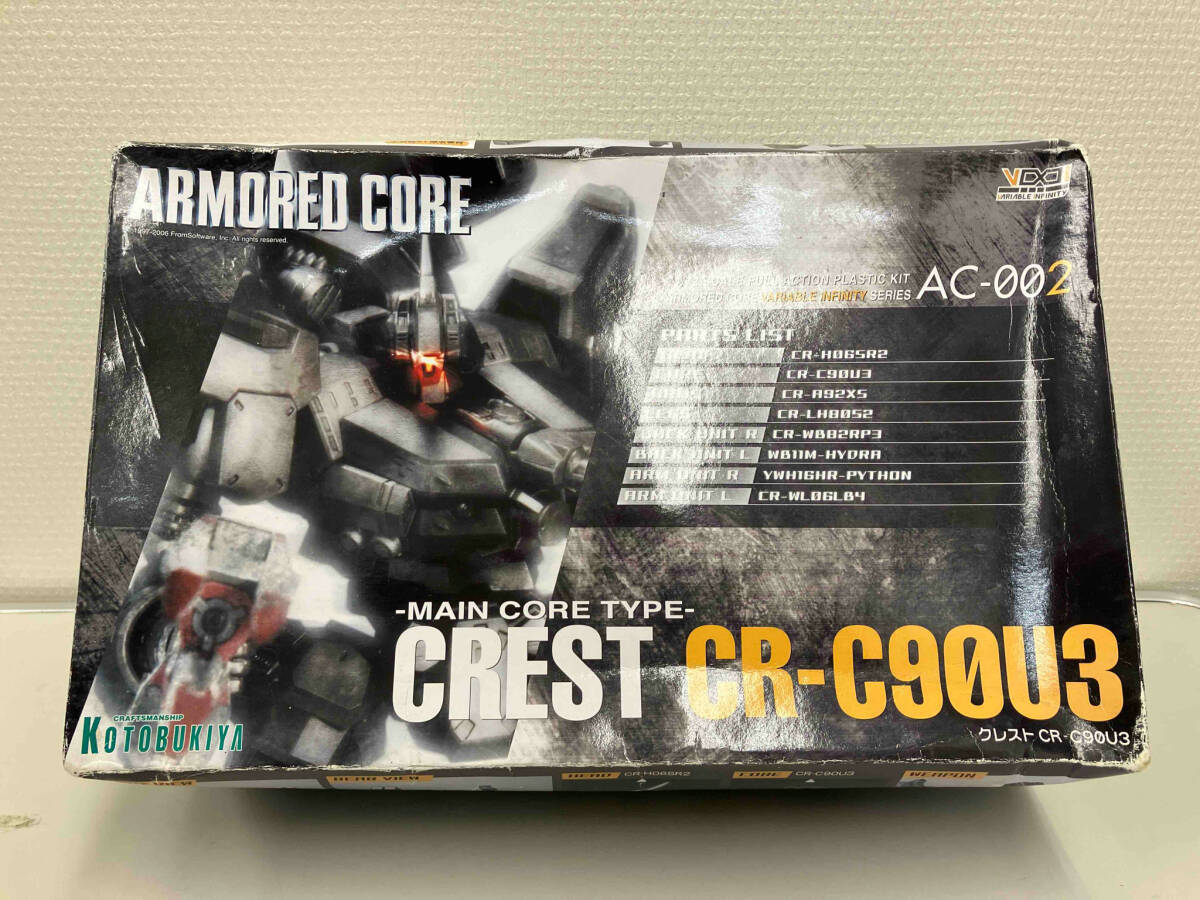 ARMORED CORE
1997-2006 FromSoftware, Inc. All rights reserved.
VARIABLE INFINITY
ACTION PLASTIC KIT
VARIABLE INFINITY SERIES
AC-002
PARTS LIST
CR-H06SR2
CR-C90U3
CR-A92XS
CR-LH80S2
BACK UNIT R CR-WB82RP3
BACK UNIT L WB11M-HYDRA
ARM UNIT R YWH16HR-PYTHON
ARM UNIT L CR-WL06LB4
-MAIN CORE TYPE-
CREST CR-C90U3
クレスト CR-C90U3
CRAFTSMANSHIP
KOTOBUKIYA
REAR VIEW
HEAD CR-H06SR2
CORE CR-C90U3
WEAPON